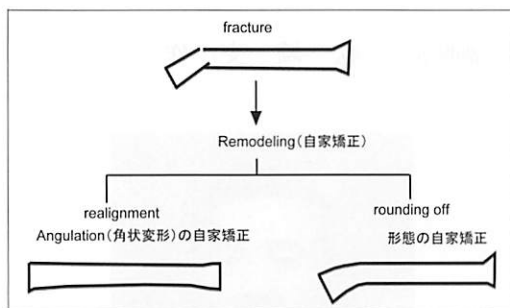 fracture
Remodeling(自家矯正)
realignment
Angulation(角状変形)の自家矯正
rounding off
形態の自家矯正